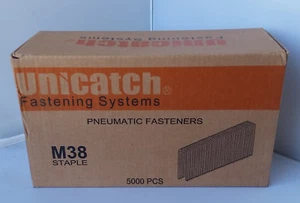 unicatch®
Fastening Systems
PNEUMATIC FASTENERS
M38
STAPLE
5000 PCS